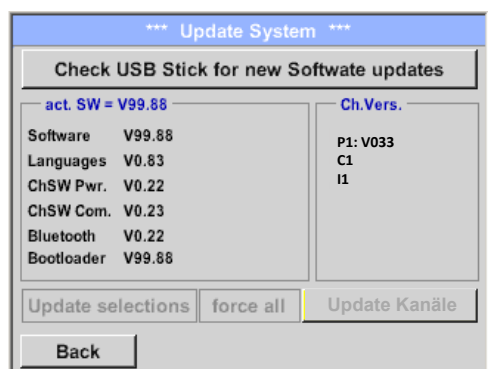 *** Update System ***
Check USB Stick for new Softwate updates
act. SW = V99.88
Software V99.88
Languages V0.83
ChSW Pwr. V0.22
ChSW Com. V0.23
Bluetooth V0.22
Bootloader V99.88
Ch.Vers.
P1: V033
C1
I1
Update selections
force all
Update Kanäle
Back